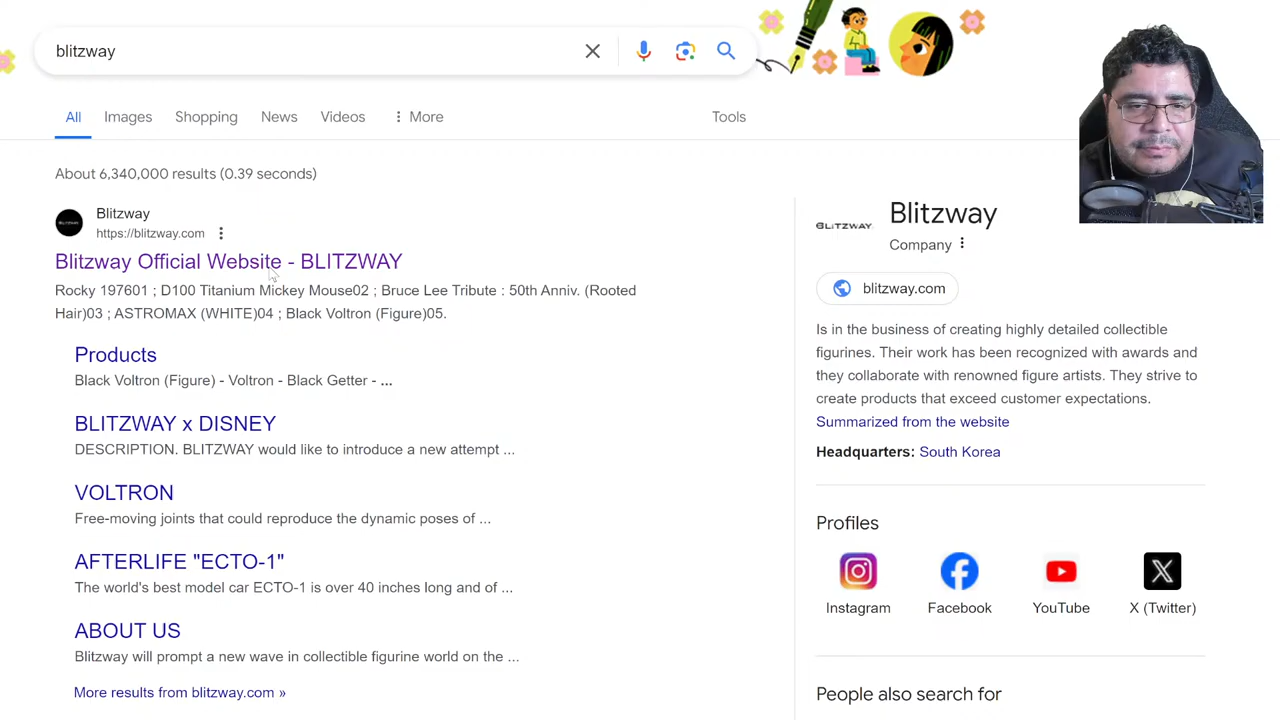 blitzway
All
Images
Shopping
News
Videos
More
Tools
About 6,340,000 results (0.39 seconds)
Blitzway
https://blitzway.com
Blitzway Official Website - BLITZWAY
Rocky 197601 ; D100 Titanium Mickey Mouse02 ; Bruce Lee Tribute : 50th Anniv. (Rooted
Hair)03 ; ASTROMAX (WHITE)04 ; Black Voltron (Figure)05.
Products
Black Voltron (Figure) - Voltron - Black Getter - ...
BLITZWAY x DISNEY
DESCRIPTION. BLITZWAY would like to introduce a new attempt ...
VOLTRON
Free-moving joints that could reproduce the dynamic poses of ...
AFTERLIFE "ECTO-1"
The world's best model car ECTO-1 is over 40 inches long and of ...
ABOUT US
Blitzway will prompt a new wave in collectible figurine world on the ...
More results from blitzway.com »
BLITZWAY
Blitzway
Company
blitzway.com
Is in the business of creating highly detailed collectible
figurines. Their work has been recognized with awards and
they collaborate with renowned figure artists. They strive to
create products that exceed customer expectations.
Summarized from the website
Headquarters: South Korea
Profiles
Instagram
Facebook
YouTube
X (Twitter)
People also search for